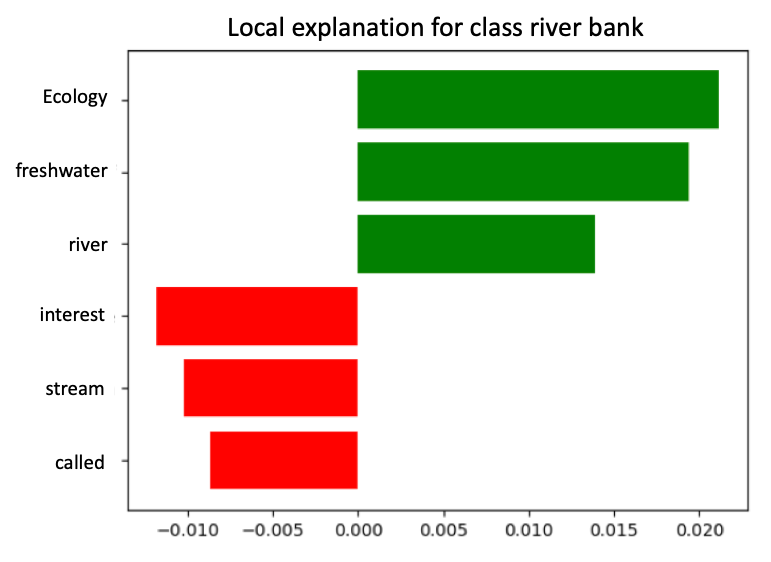 Local explanation for class river bank
Ecology
freshwater
river
interest
stream
called
−0.010 −0.005 0.000 0.005 0.010 0.015 0.020